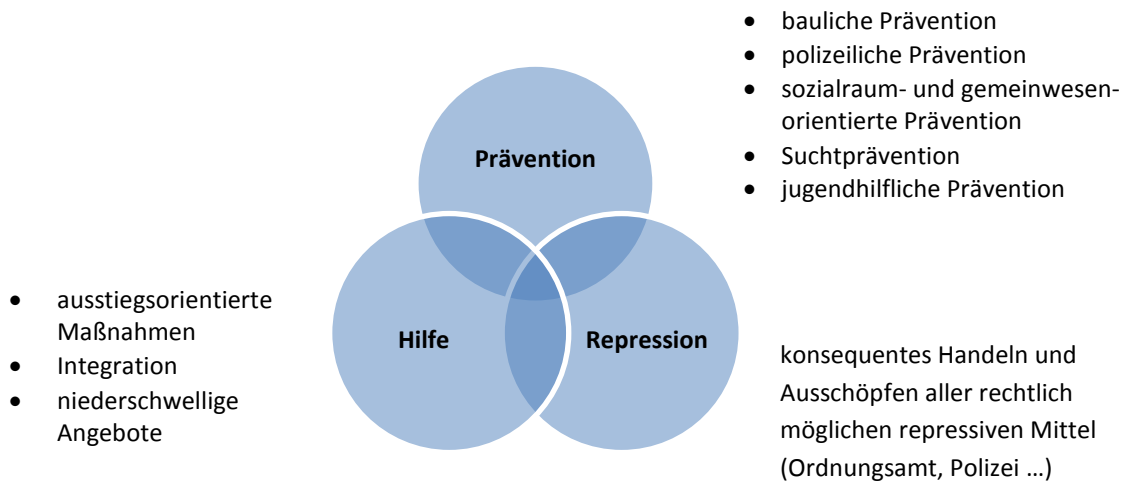 • bauliche Prävention
• polizeiliche Prävention
• sozialraum- und gemeinwesen-
orientierte Prävention
• Suchtprävention
• jugendhilfliche Prävention
Prävention
• ausstiegsorientierte
Maßnahmen
• Integration
• niederschwellige
Angebote
Hilfe
Repression
konsequentes Handeln und
Ausschöpfen aller rechtlich
möglichen repressiven Mittel
(Ordnungsamt, Polizei …)